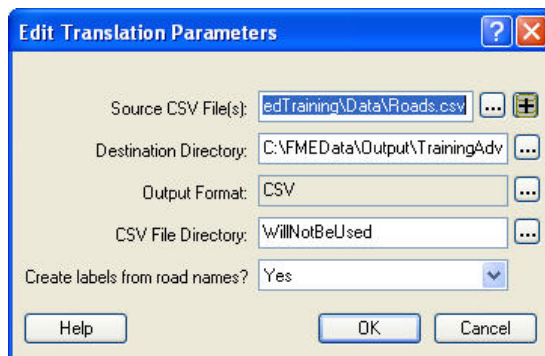 Edit Translation Parameters
Source CSV File(s): edTraining\Data\Roads.csv ...
Destination Directory: C:\FMEData\Output\TrainingAdv ...
Output Format: CSV ...
CSV File Directory: WillNotBeUsed ...
Create labels from road names? Yes
Help OK Cancel